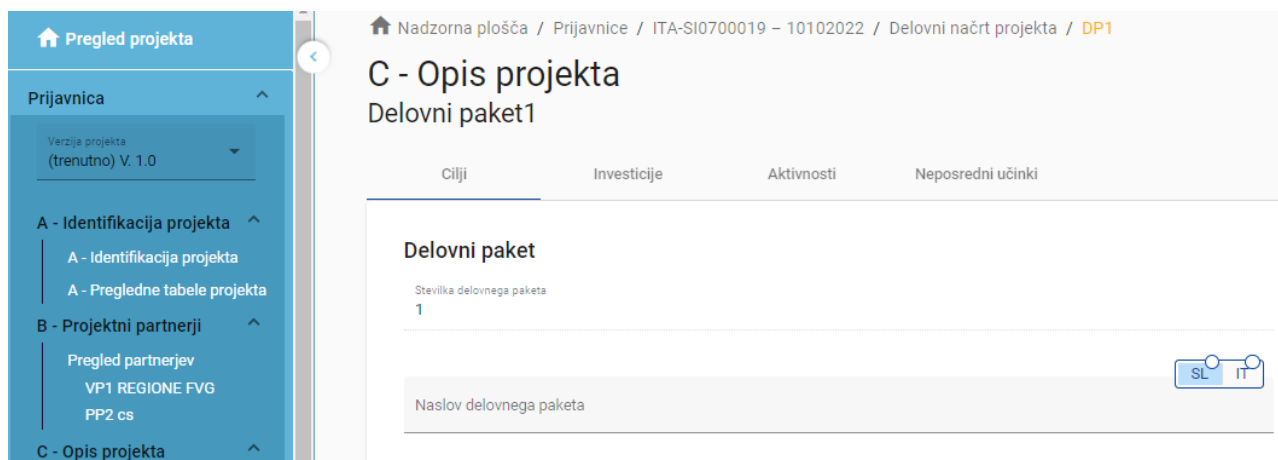 Pregled projekta
Prijavnica
Verzija projekta
(trenutno) V. 1.0
A - Identifikacija projekta
A - Identifikacija projekta
A - Pregledne tabele projekta
B - Projektni partnerji
Pregled partnerjev
VP1 REGIONE FVG
PP2 cs
C - Opis projekta
Nadzorna plošča / Prijavnice / ITA-SI0700019 – 10102022 / Delovni načrt projekta / DP1
C - Opis projekta
Delovni paket1
Cilji Investicije Aktivnosti Neposredni učinki
Delovni paket
Stevilka delovnega paketa
1
SL IT
Naslov delovnega paketa